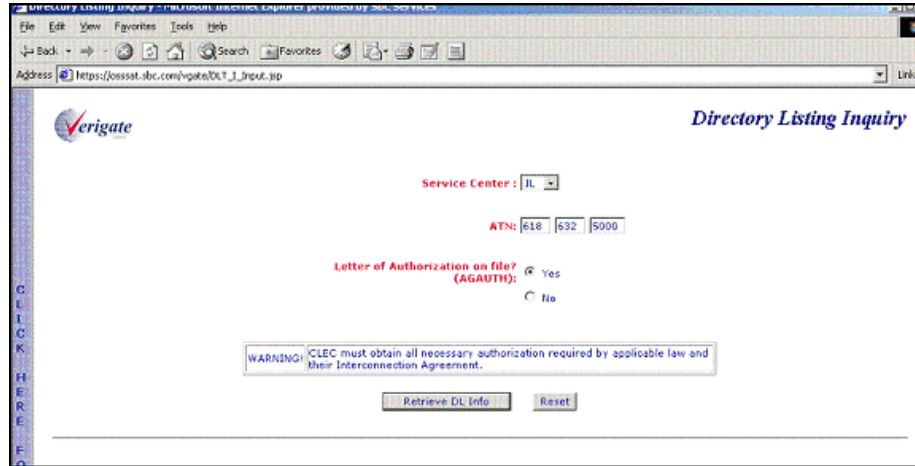 Directory Listing Inquiry - Microsoft Internet Explorer provided by SBC Services
File Edit View Favorites Tools Help
Back Search Favorites
Address https://osssat.sbc.com/vgate/DLT_1_Input.jsp Link
Verigate
Directory Listing Inquiry
Service Center : IL
ATN: 618 632 5000
Letter of Authorization on file?
(AGAUTH):
Yes
No
WARNING! CLEC must obtain all necessary authorization required by applicable law and
their Interconnection Agreement.
Retrieve DL Info Reset
CLICK HERE FO